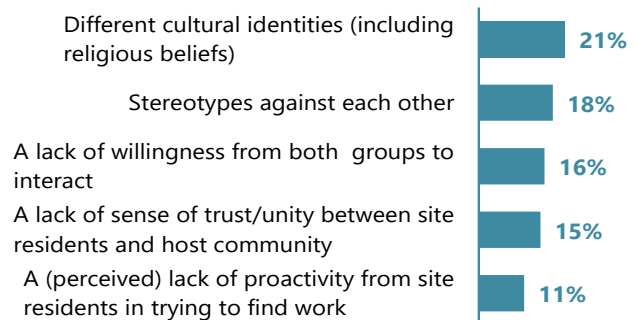 Different cultural identities (including
religious beliefs)
21%
Stereotypes against each other
18%
A lack of willingness from both groups to
interact
16%
A lack of sense of trust/unity between site
residents and host community
15%
A (perceived) lack of proactivity from site
residents in trying to find work
11%